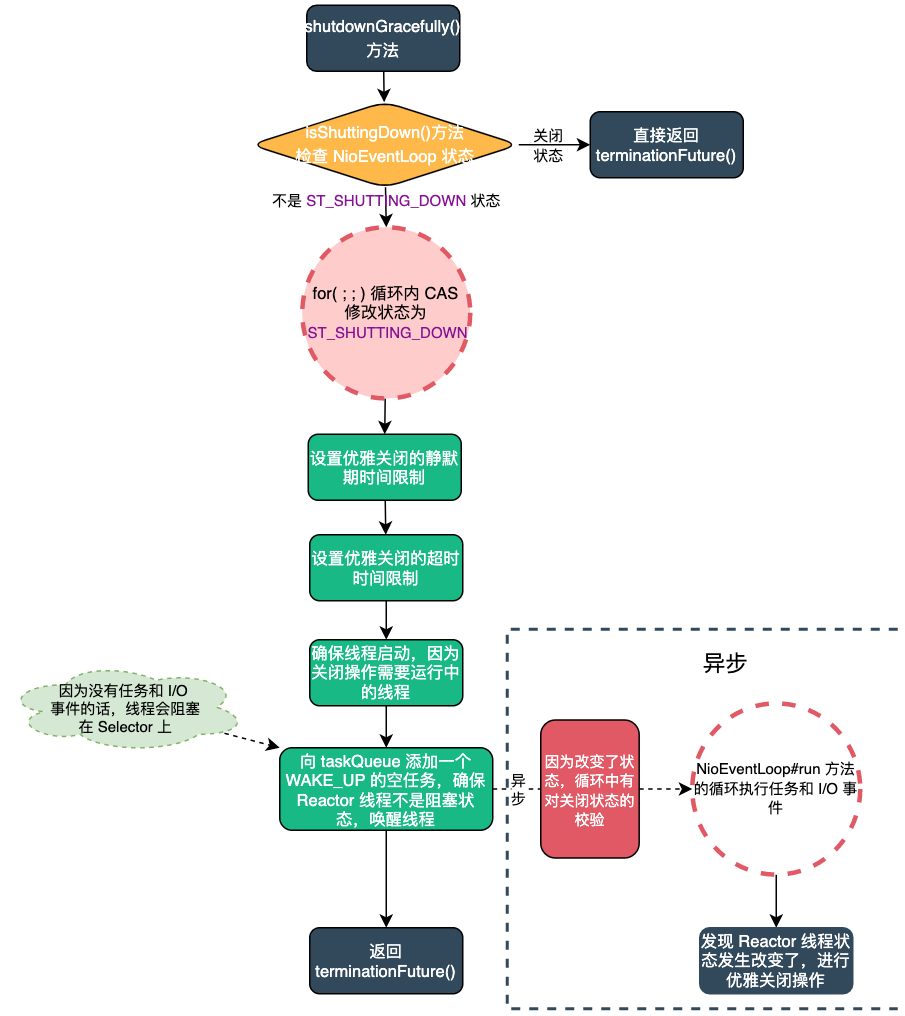 shutdownGracefully()
方法
IsShuttingDown()方法
检查 NioEventLoop 状态
关闭
状态
直接返回
terminationFuture()
不是 ST_SHUTTING_DOWN 状态
for( ; ; ) 循环内 CAS
修改状态为
ST_SHUTTING_DOWN
设置优雅关闭的静默
期时间限制
设置优雅关闭的超时
时间限制
确保线程启动，因为
关闭操作需要运行中
的线程
因为没有任务和 I/O
事件的话，线程会阻塞
在 Selector 上
向 taskQueue 添加一个
WAKE_UP 的空任务，确保
Reactor 线程不是阻塞状
态，唤醒线程
返回
terminationFuture()
异步
异
步
因为改变了状
态，循环中有
对关闭状态的
校验
NioEventLoop#run 方法
的循环执行任务和 I/O 事
件
发现 Reactor 线程状
态发生改变了，进行
优雅关闭操作